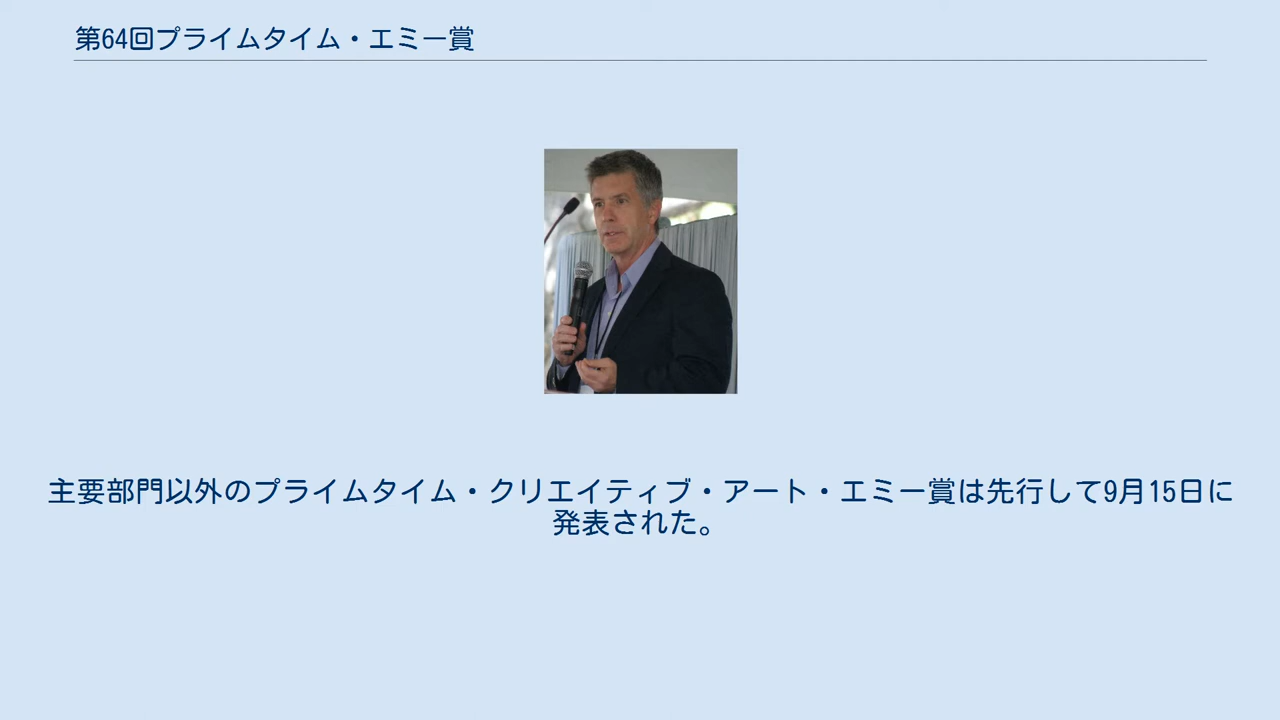 第64回プライムタイム・エミー賞
主要部門以外のプライムタイム・クリエイティブ・アート・エミー賞は先行して9月15日に
発表された。